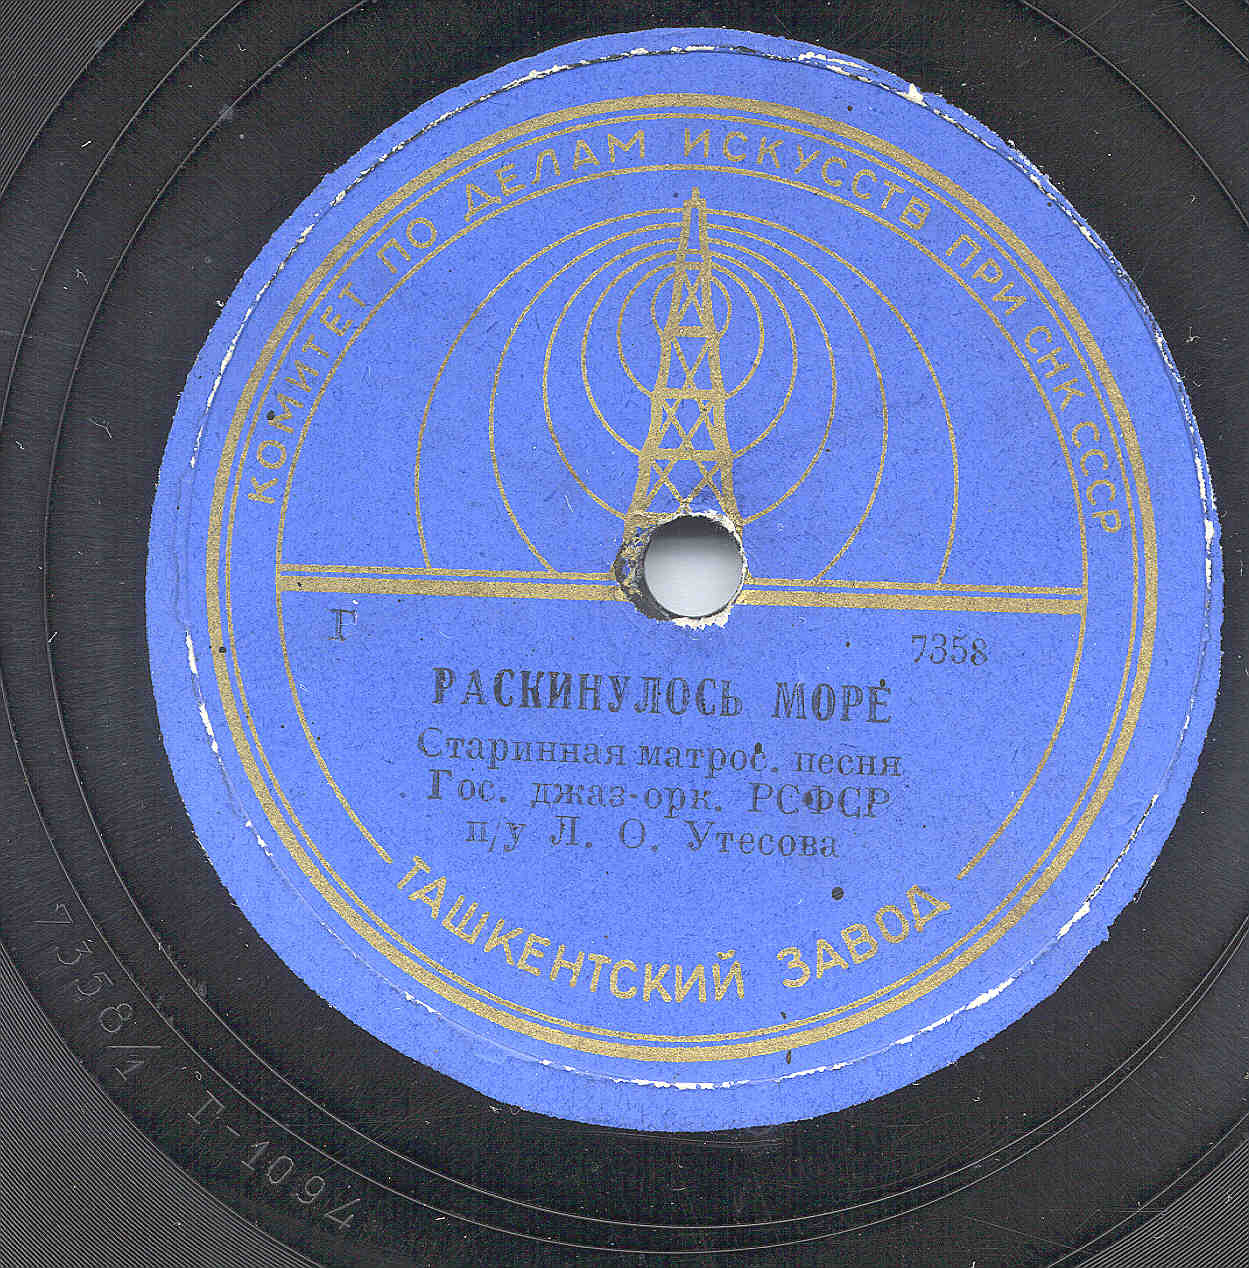 КОМИТЕТ ПО ДЕЛАМ ИСКУССТВ ПРИ СНК СССР
Г 7358
РАСКИНУЛОСЬ МОРЕ
Старинная матрос. песня
Гос. джаз-орк. РСФСР
п/у Л. О. Утесова
ТАШКЕНТСКИЙ ЗАВОД
7358/1 Г-1094